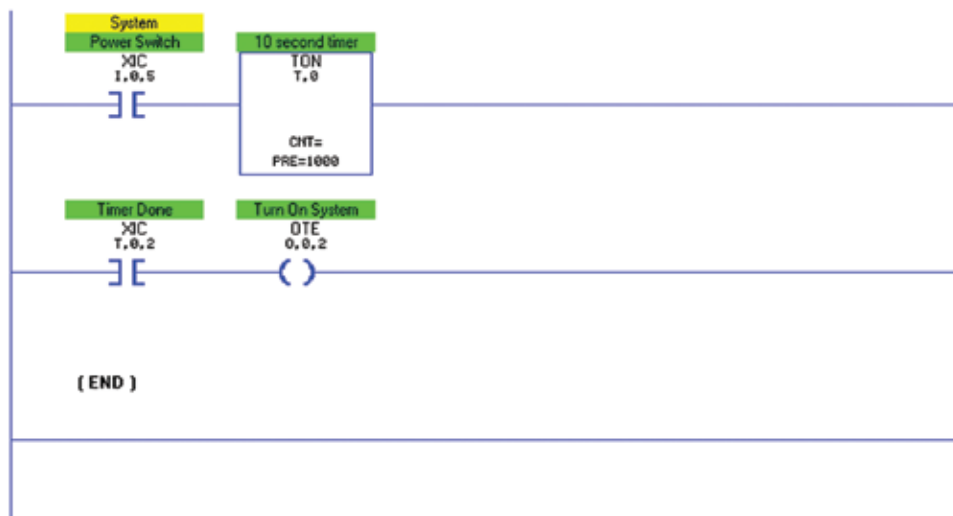 System
Power Switch
XIC
I,0,5
10 second timer
TON
T,0
CNT=
PRE=1000
Timer Done
XIC
T,0,2
Turn On System
OTE
O,0,2
( END )